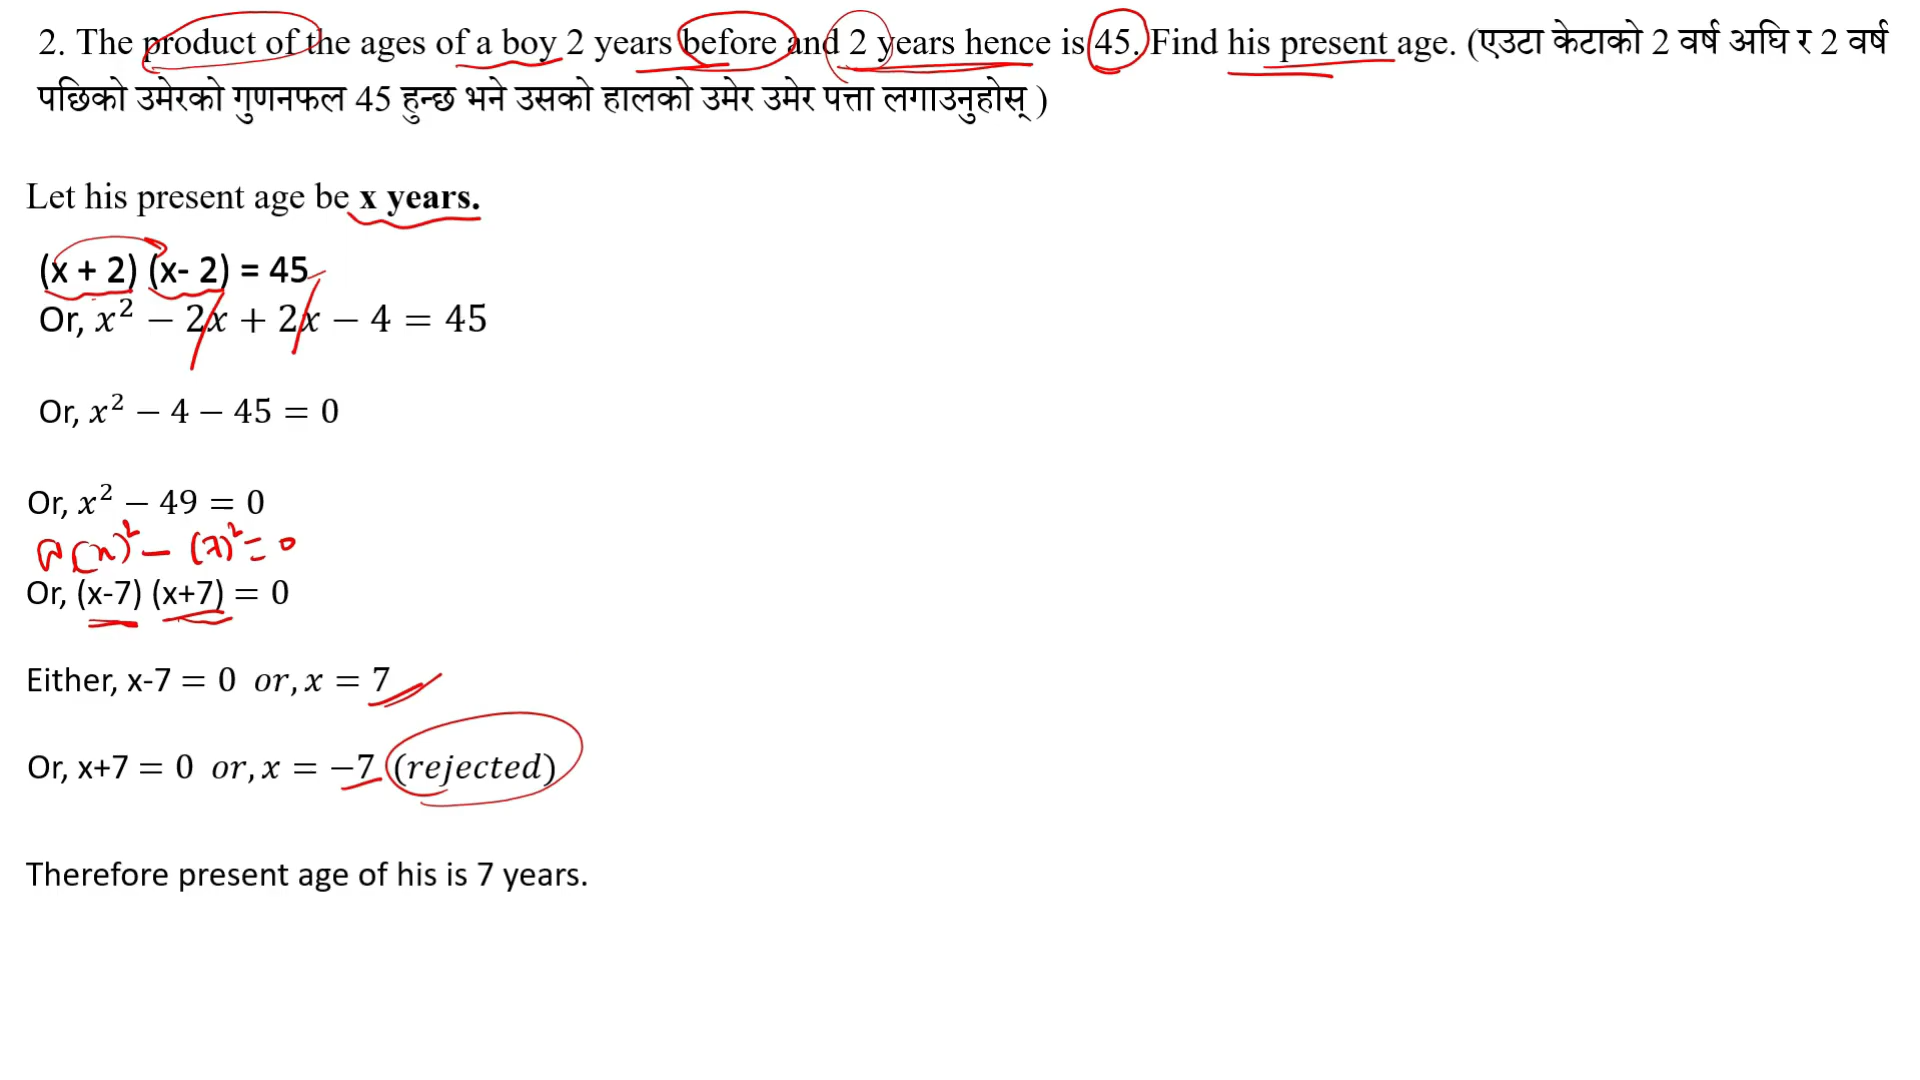 2. The product of the ages of a boy 2 years before and 2 years hence is 45. Find his present age. (एउटा केटाको 2 वर्ष अघि र 2 वर्ष
पछिको उमेरको गुणनफल 45 हुन्छ भने उसको हालको उमेर उमेर पत्ता लगाउनुहोस् )
Let his present age be x years.
(x + 2) (x- 2) = 45
Or, x² − 2x + 2x − 4 = 45
Or, x² − 4 − 45 = 0
Or, x² − 49 = 0
(x)² − (7)² = 0
Or, (x-7) (x+7) = 0
Either, x-7 = 0 or, x = 7
Or, x+7 = 0 or, x = −7 (rejected)
Therefore present age of his is 7 years.